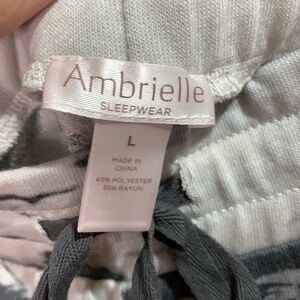 Ambrielle
SLEEPWEAR
L
MADE IN
CHINA
65% POLYESTER
35% RAYON